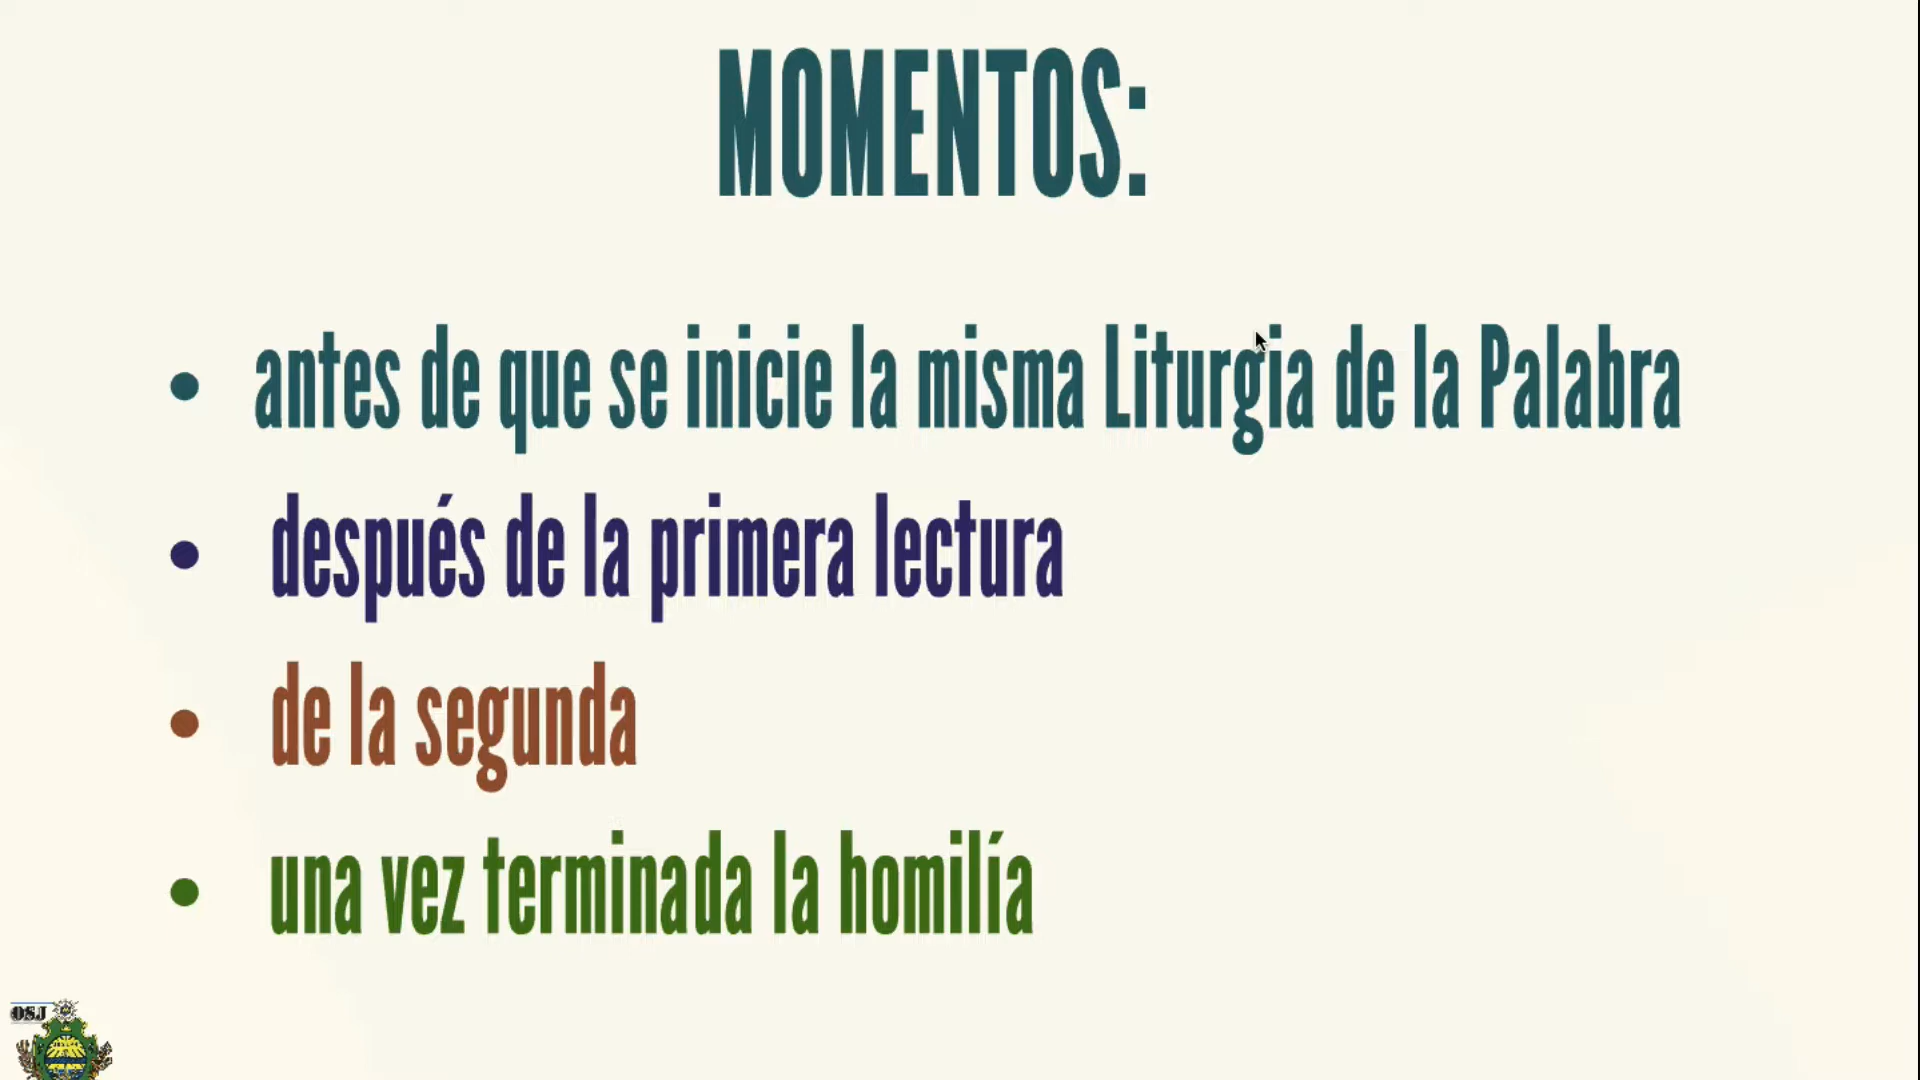 MOMENTOS:
• antes de que se inicie la misma Liturgia de la Palabra
• después de la primera lectura
• de la segunda
• una vez terminada la homilía
OSJ